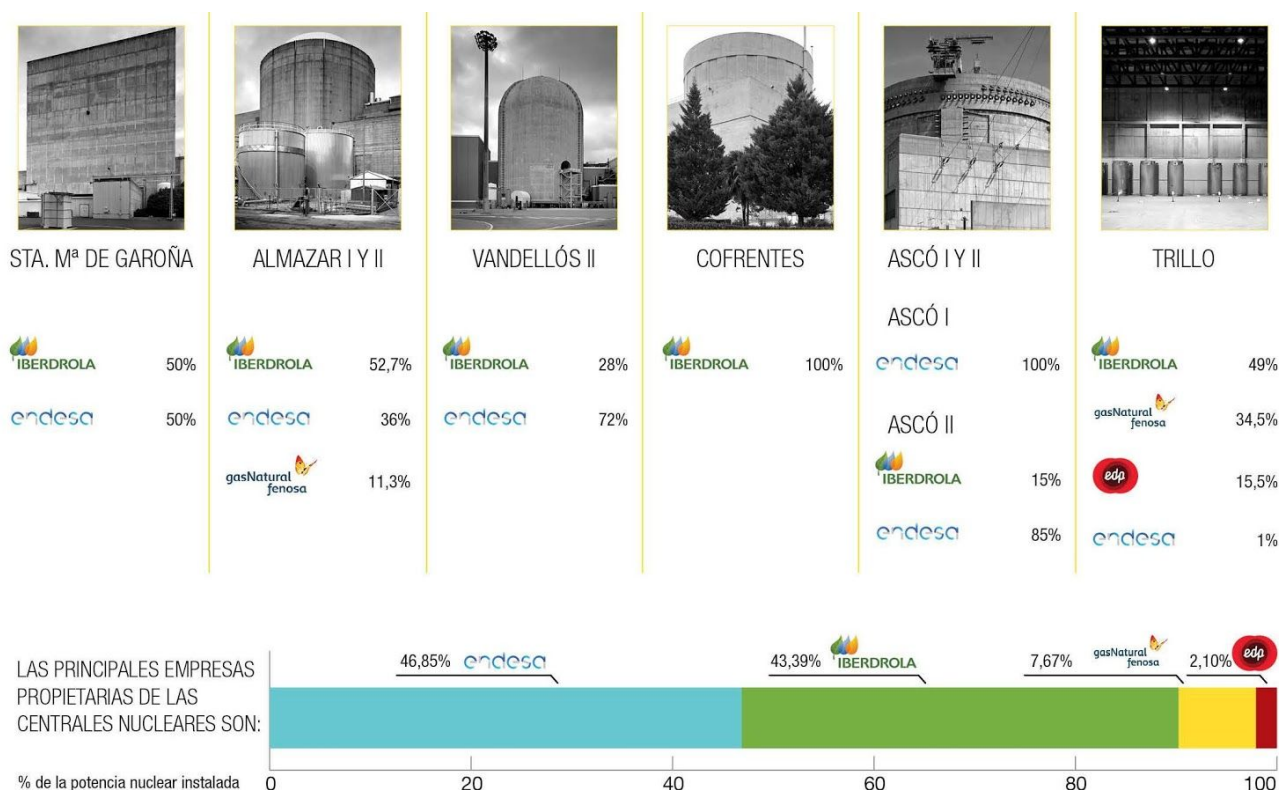 STA. Mª DE GAROÑA
IBERDROLA 50%
endesa 50%
ALMAZAR I Y II
IBERDROLA 52,7%
endesa 36%
gasNatural
fenosa 11,3%
VANDELLÓS II
IBERDROLA 28%
endesa 72%
COFRENTES
IBERDROLA 100%
ASCÓ I Y II
ASCÓ I
endesa 100%
ASCÓ II
IBERDROLA 15%
endesa 85%
TRILLO
IBERDROLA 49%
gasNatural
fenosa 34,5%
edp 15,5%
endesa 1%
LAS PRINCIPALES EMPRESAS
PROPIETARIAS DE LAS
CENTRALES NUCLEARES SON:
46,85% endesa
43,39% IBERDROLA
7,67% gasNatural
fenosa
2,10% edp
% de la potencia nuclear instalada
0 20 40 60 80 100